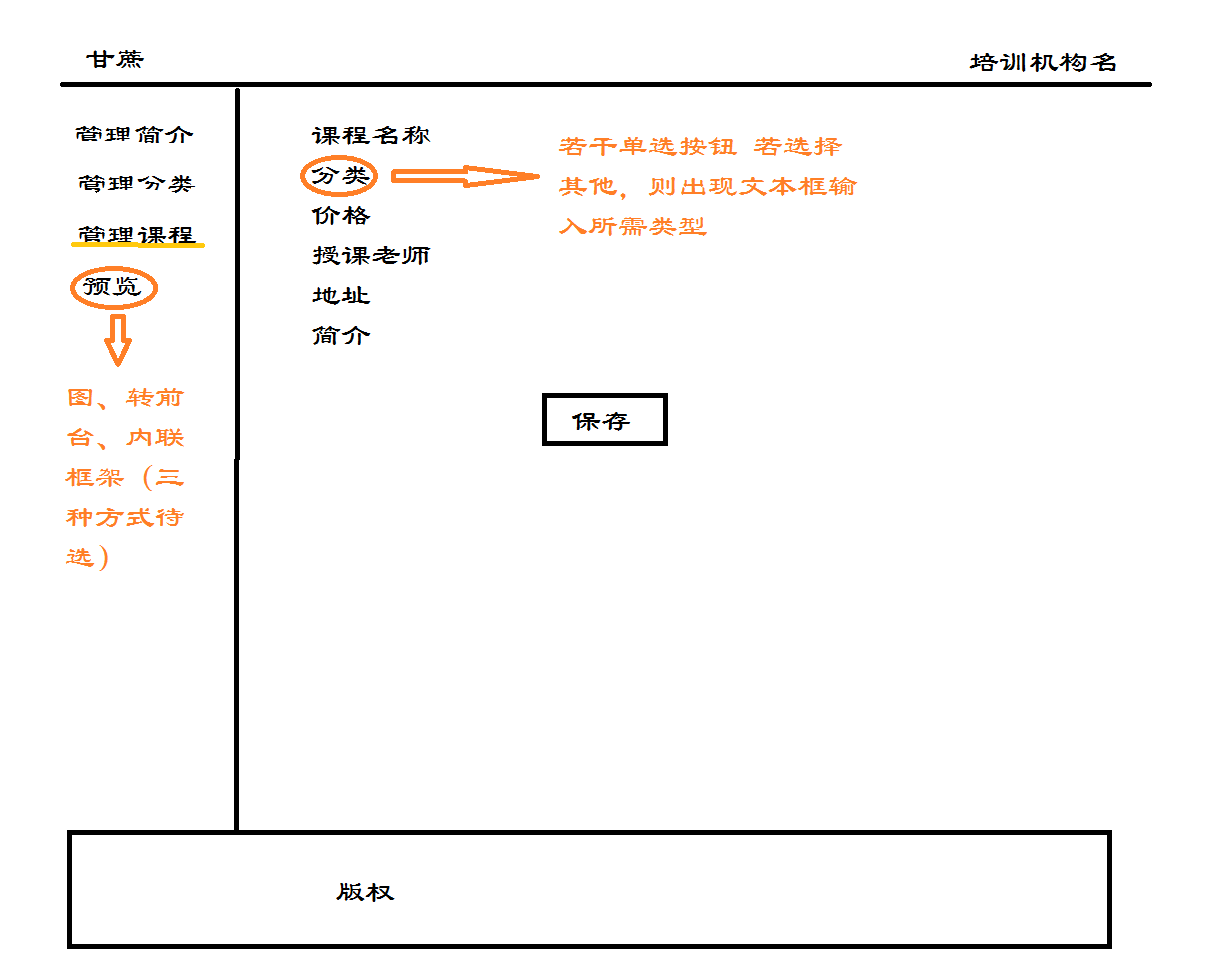 甘蔗
培训机构名
管理简介
管理分类
管理课程
预览
图、转前
台、内联
框架（三
种方式待
选）
课程名称
分类
价格
授课老师
地址
简介
若干单选按钮 若选择
其他，则出现文本框输
入所需类型
保存
版权